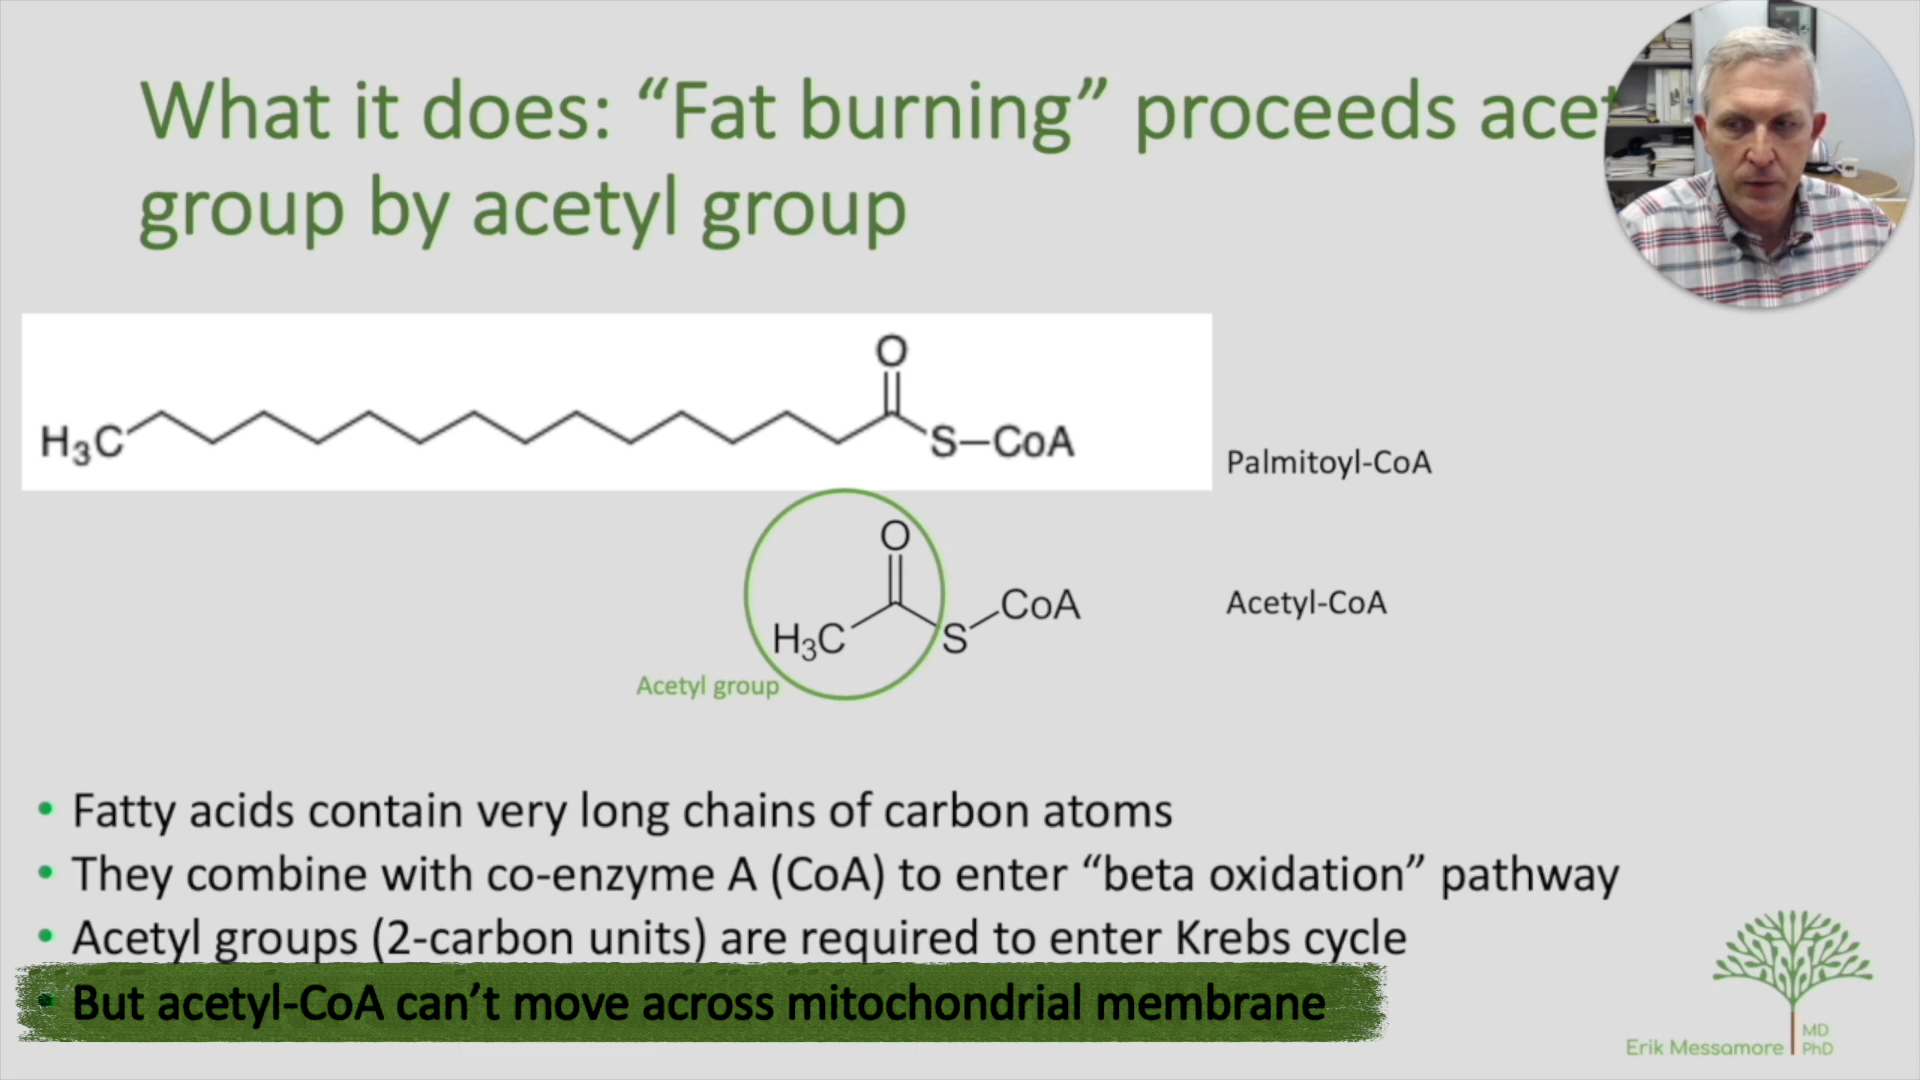 What it does: “Fat burning” proceeds
group by acetyl group
O
H3C
S–CoA
Palmitoyl-CoA
O
CoA
H3C
S
Acetyl-CoA
Acetyl group
• Fatty acids contain very long chains of carbon atoms
• They combine with co-enzyme A (CoA) to enter “beta oxidation” pathway
• Acetyl groups (2-carbon units) are required to enter Krebs cycle
• But acetyl-CoA can’t move across mitochondrial membrane
Erik Messamore
MD
PhD